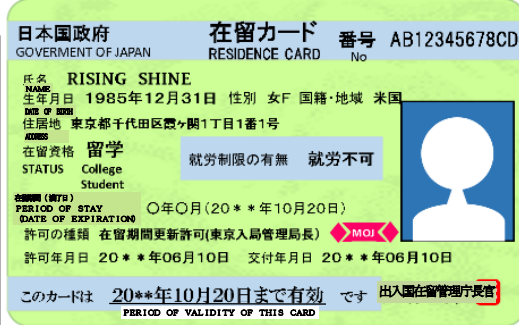 日本国政府 在留カード 番号 AB12345678CD
GOVERMENT OF JAPAN RESIDENCE CARD No
氏名 RISING SHINE
NAME
生年月日 1985年12月31日 性別 女F 国籍・地域 米国
DATE OF BIRTH
住居地 東京都千代田区霞ヶ関1丁目1番1号
ADDRESS
在留資格 留学 就労制限の有無 就労不可
STATUS College
Student
在留期間(満了日)
PERIOD OF STAY 〇年〇月(20**年10月20日)
(DATE OF EXPIRATION)
許可の種類 在留期間更新許可(東京入局管理局長) MOJ
許可年月日 20**年06月10日 交付年月日 20**年06月10日
このカードは 20**年10月20日まで有効 です 出入国在留管理庁長官
PERIOD OF VALIDITY OF THIS CARD